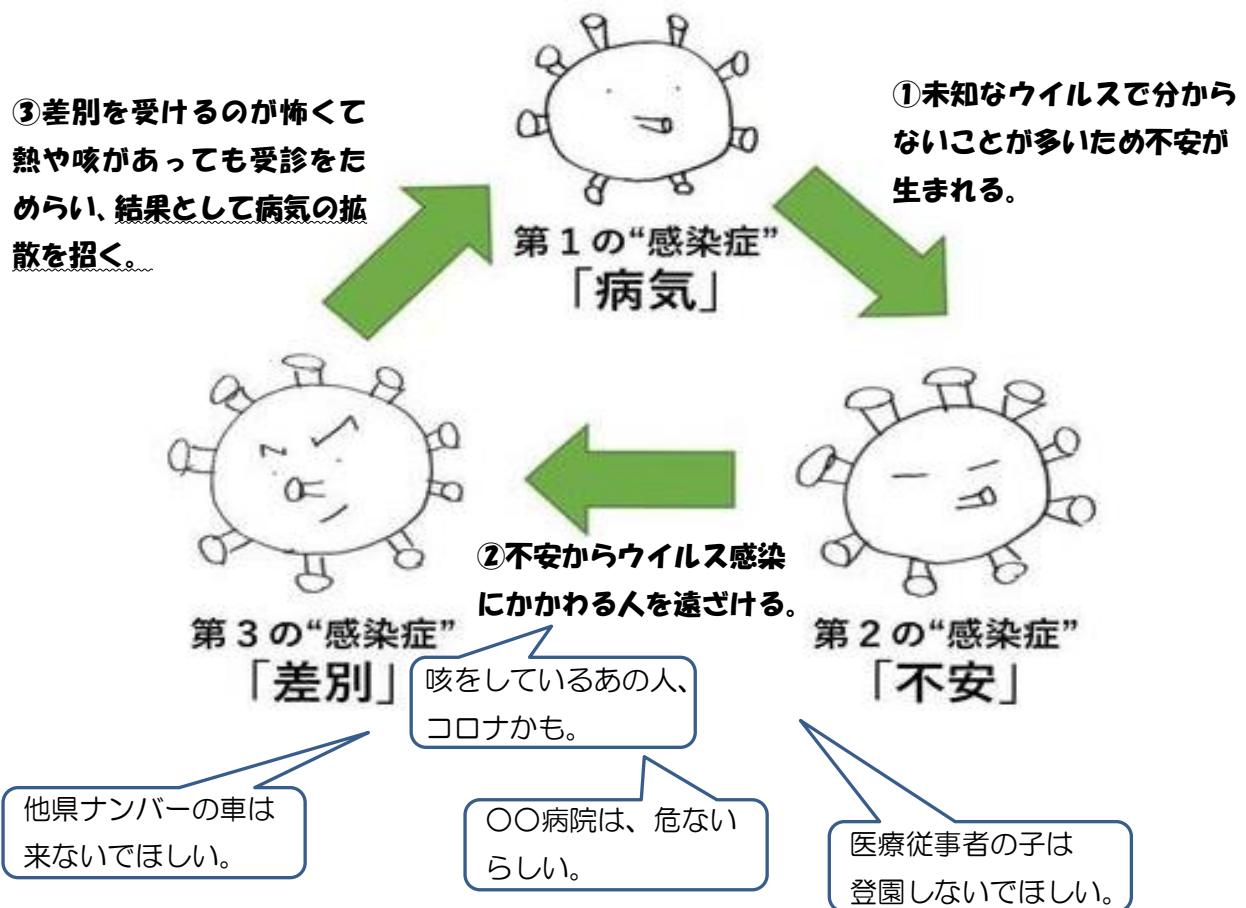 ③差別を受けるのが怖くて
熱や咳があっても受診をた
めらい、結果として病気の拡
散を招く。
①未知なウイルスで分から
ないことが多いため不安が
生まれる。
第1の“感染症”
「病気」
②不安からウイルス感染
にかかわる人を遠ざける。
第3の“感染症”
「差別」
第2の“感染症”
「不安」
咳をしているあの人、
コロナかも。
他県ナンバーの車は
来ないでほしい。
〇〇病院は、危ない
らしい。
医療従事者の子は
登園しないでほしい。